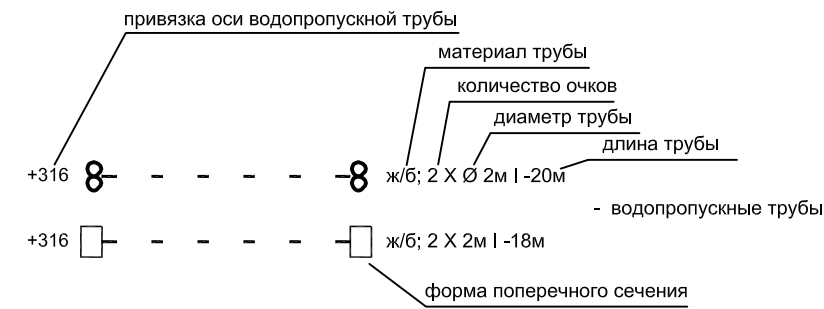 привязка оси водопропускной трубы
материал трубы
количество очков
диаметр трубы
длина трубы
+316 ж/б; 2 X Ø 2м l -20м
- водопропускные трубы
+316 ж/б; 2 X 2м l -18м
форма поперечного сечения